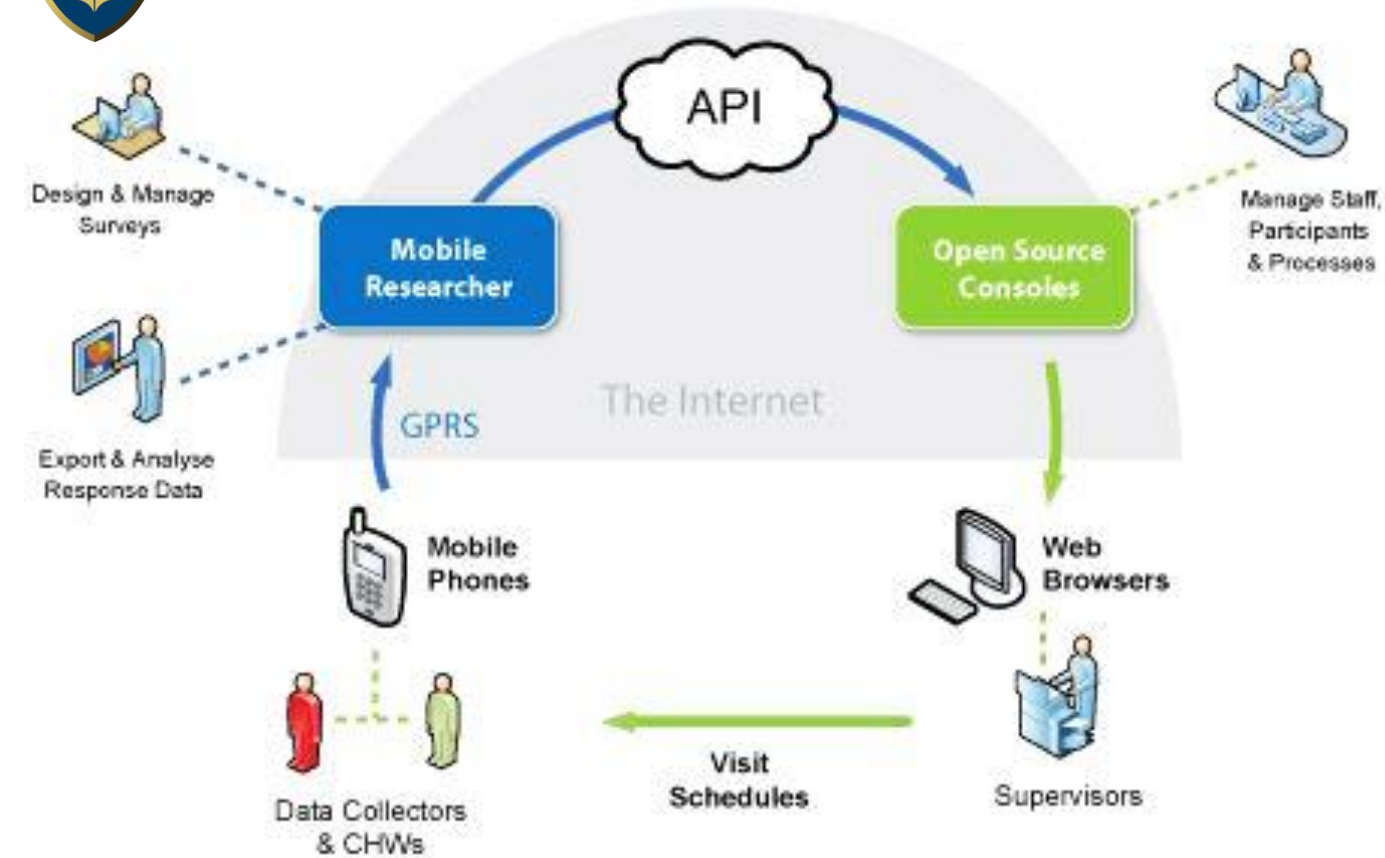 API
Design & Manage
Surveys
Manage Staff,
Participants
& Processes
Mobile
Researcher
Open Source
Consoles
The Internet
GPRS
Export & Analyse
Response Data
Mobile
Phones
Web
Browsers
Visit
Schedules
Supervisors
Data Collectors
& CHWs